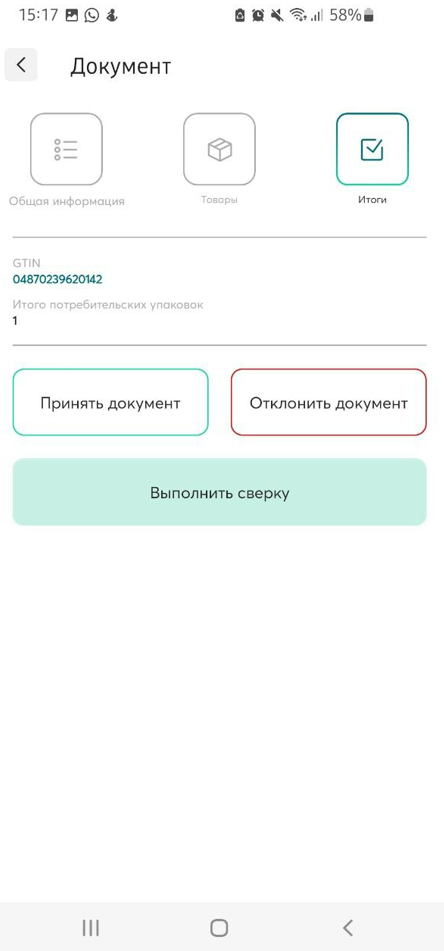 15:17
58%
Документ
Общая информация
Товары
Итоги
GTIN
04870239620142
Итого потребительских упаковок
1
Принять документ
Отклонить документ
Выполнить сверку